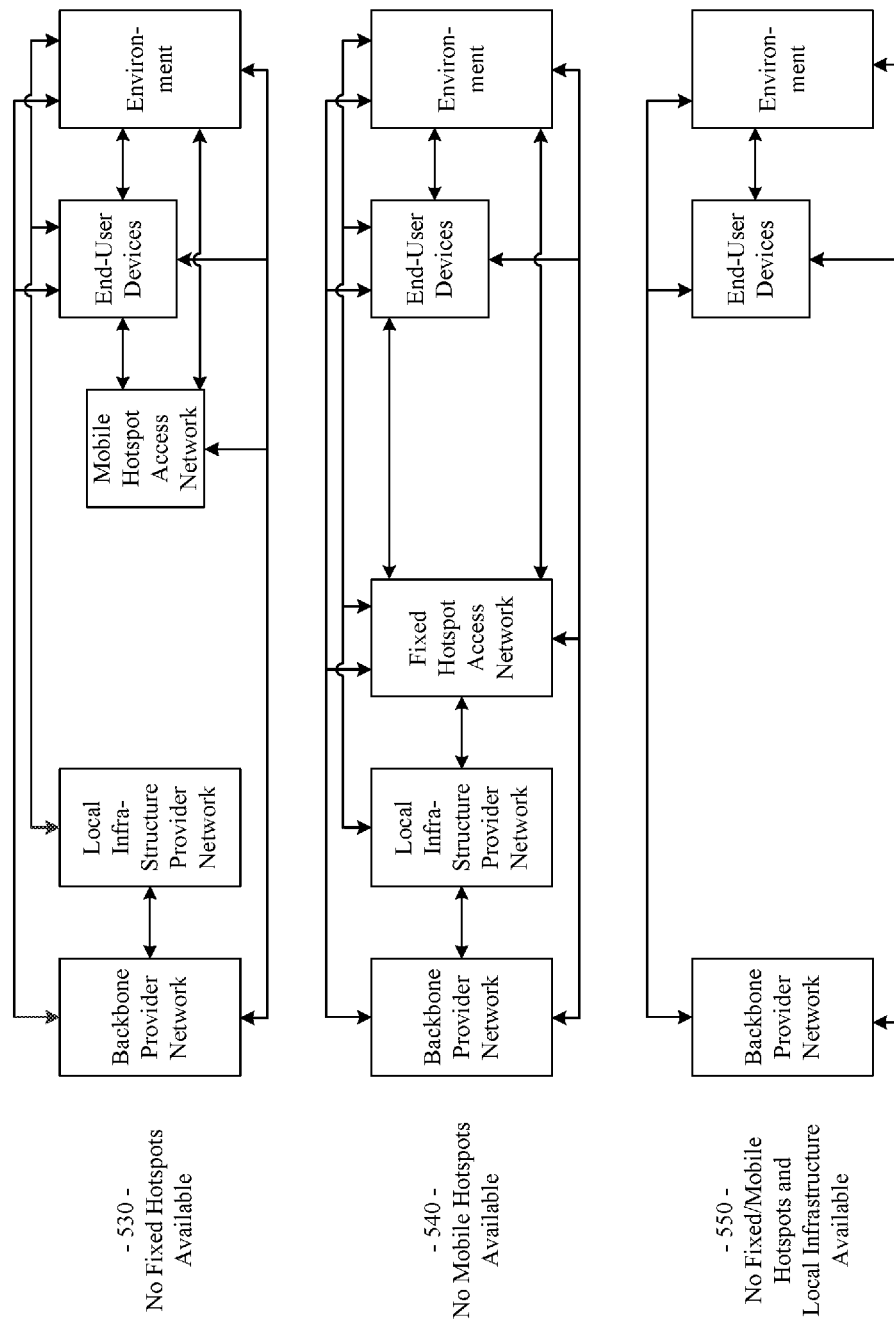 - 530 -
No Fixed Hotspots
Available
Backbone
Provider
Network
Local
Infra-
Structure
Provider
Network
Mobile
Hotspot
Access
Network
End-User
Devices
Environ-
ment
- 540 -
No Mobile Hotspots
Available
Backbone
Provider
Network
Local
Infra-
Structure
Provider
Network
Fixed
Hotspot
Access
Network
End-User
Devices
Environ-
ment
- 550 -
No Fixed/Mobile
Hotspots and
Local Infrastructure
Available
Backbone
Provider
Network
End-User
Devices
Environ-
ment